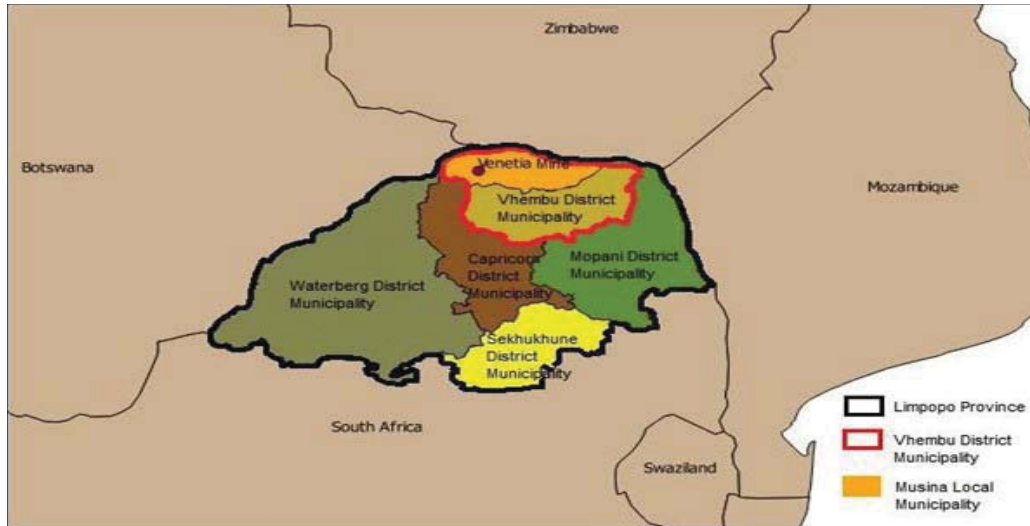 Zimbabwe
Botswana
Venetia Mine
Mozambique
Vhembu District
Municipality
Capricorn
District
Municipality
Mopani District
Municipality
Waterberg District
Municipality
Sekhukhune
District
Municipality
South Africa
Swaziland
Limpopo Province
Vhembu District
Municipality
Musina Local
Municipality